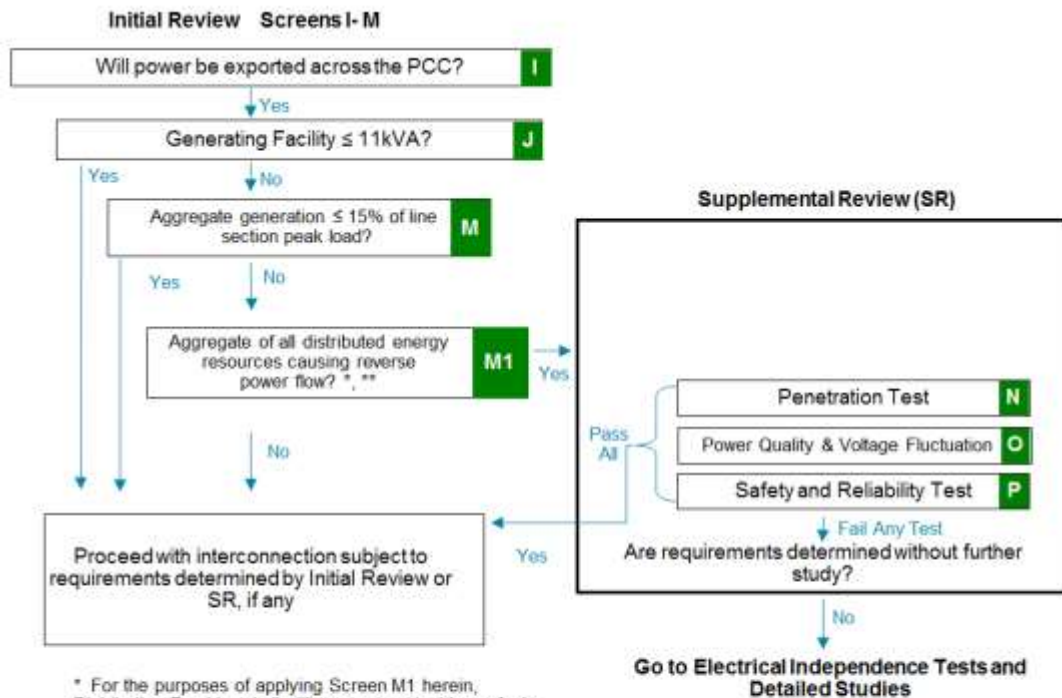 Initial Review Screens I- M
Will power be exported across the PCC? I
Yes
Generating Facility ≤ 11kVA? J
Yes
No
Aggregate generation ≤ 15% of line
section peak load?
M
Yes
No
Aggregate of all distributed energy
resources causing reverse
power flow? *, **
M1
Yes
No
Proceed with interconnection subject to
requirements determined by Initial Review or
SR, if any
* For the purposes of applying Screen M1 herein,
Supplemental Review (SR)
Penetration Test N
Power Quality & Voltage Fluctuation O
Safety and Reliability Test P
Pass
All
Fail Any Test
Are requirements determined without further
study?
Yes
No
Go to Electrical Independence Tests and
Detailed Studies